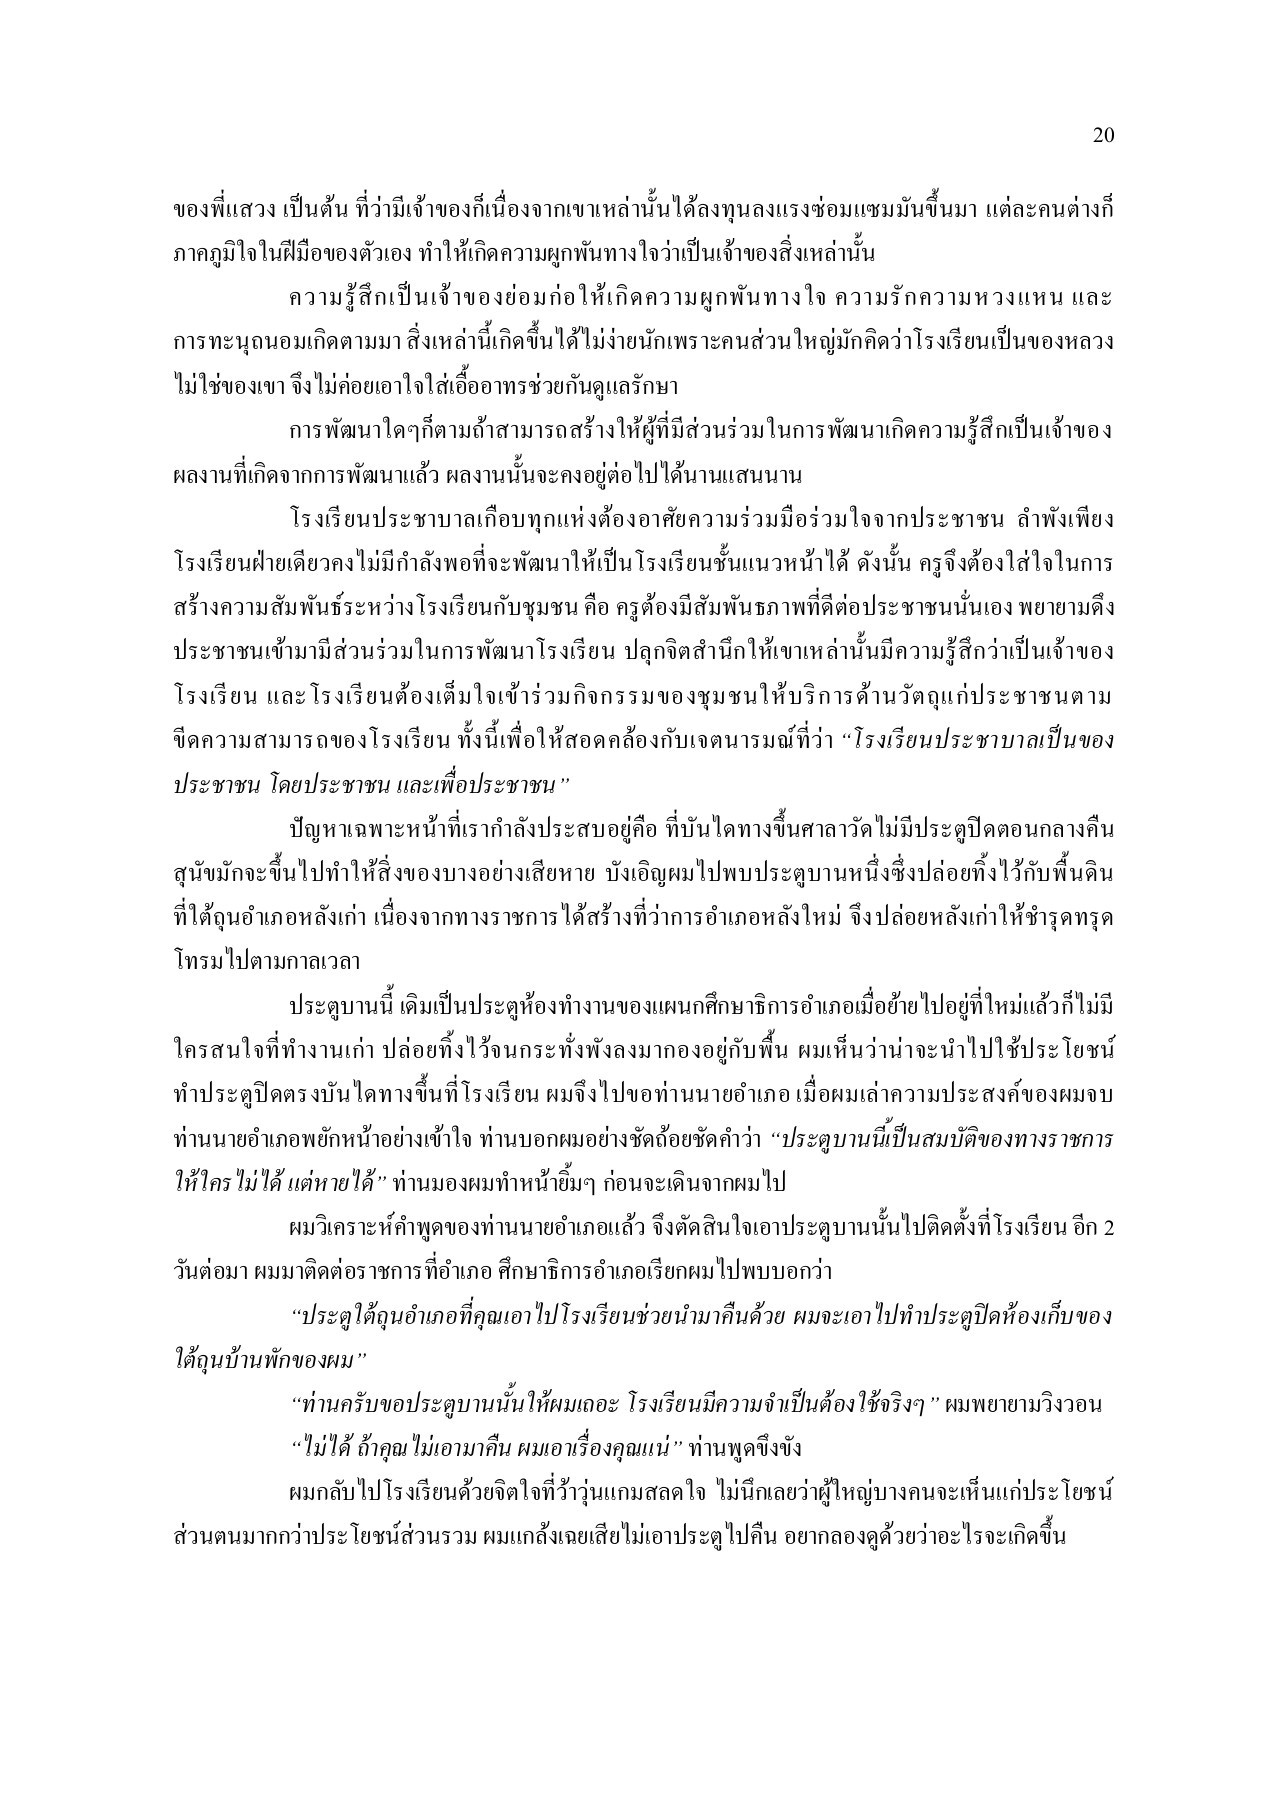 20
ของพี่แสวง เป็นต้น ที่ว่ามีเจ้าของก็เนื่องจากเขาเหล่านั้นได้ลงทุนลงแรงซ่อมแซมมันขึ้นมา แต่ละคนต่างก็
ภาคภูมิใจในฝีมือของตัวเอง ทำให้เกิดความผูกพันทางใจว่าเป็นเจ้าของสิ่งเหล่านั้น
ความรู้สึกเป็นเจ้าของย่อมก่อให้เกิดความผูกพันทางใจ ความรักความหวงแหน และ
การทะนุถนอมเกิดตามมา สิ่งเหล่านี้เกิดขึ้นได้ไม่ง่ายนักเพราะคนส่วนใหญ่มักคิดว่าโรงเรียนเป็นของหลวง
ไม่ใช่ของเขา จึงไม่ค่อยเอาใจใส่เอื้ออาทรช่วยกันดูแลรักษา
การพัฒนาใดๆก็ตามถ้าสามารถสร้างให้ผู้ที่มีส่วนร่วมในการพัฒนาเกิดความรู้สึกเป็นเจ้าของ
ผลงานที่เกิดจากการพัฒนาแล้ว ผลงานนั้นจะคงอยู่ต่อไปได้นานแสนนาน
โรงเรียนประชาบาลเกือบทุกแห่งต้องอาศัยความร่วมมือร่วมใจจากประชาชน ลำพังเพียง
โรงเรียนฝ่ายเดียวคงไม่มีกำลังพอที่จะพัฒนาให้เป็นโรงเรียนชั้นแนวหน้าได้ ดังนั้น ครูจึงต้องใส่ใจในการ
สร้างความสัมพันธ์ระหว่างโรงเรียนกับชุมชน คือ ครูต้องมีสัมพันธภาพที่ดีต่อประชาชนนั่นเอง พยายามดึง
ประชาชนเข้ามามีส่วนร่วมในการพัฒนาโรงเรียน ปลุกจิตสำนึกให้เขาเหล่านั้นมีความรู้สึกว่าเป็นเจ้าของ
โรงเรียน และโรงเรียนต้องเต็มใจเข้าร่วมกิจกรรมของชุมชนให้บริการด้านวัตถุแก่ประชาชนตาม
ขีดความสามารถของโรงเรียน ทั้งนี้เพื่อให้สอดคล้องกับเจตนารมณ์ที่ว่า “โรงเรียนประชาบาลเป็นของ
ประชาชน โดยประชาชน และเพื่อประชาชน”
ปัญหาเฉพาะหน้าที่เรากำลังประสบอยู่คือ ที่บันไดทางขึ้นศาลาวัดไม่มีประตูปิดตอนกลางคืน
สุนัขมักจะขึ้นไปทำให้สิ่งของบางอย่างเสียหาย บังเอิญผมไปพบประตูบานหนึ่งซึ่งปล่อยทิ้งไว้กับพื้นดิน
ที่ใต้ถุนอำเภอหลังเก่า เนื่องจากทางราชการได้สร้างที่ว่าการอำเภอหลังใหม่ จึงปล่อยหลังเก่าให้ชำรุดทรุด
โทรมไปตามกาลเวลา
ประตูบานนี้ เดิมเป็นประตูห้องทำงานของแผนกศึกษาธิการอำเภอเมื่อย้ายไปอยู่ที่ใหม่แล้วก็ไม่มี
ใครสนใจที่ทำงานเก่า ปล่อยทิ้งไว้จนกระทั่งพังลงมากองอยู่กับพื้น ผมเห็นว่าน่าจะนำไปใช้ประโยชน์
ทำประตูปิดตรงบันไดทางขึ้นที่โรงเรียน ผมจึงไปขอท่านนายอำเภอ เมื่อผมเล่าความประสงค์ของผมจบ
ท่านนายอำเภอพยักหน้าอย่างเข้าใจ ท่านบอกผมอย่างชัดถ้อยชัดคำว่า “ประตูบานนี้เป็นสมบัติของทางราชการ
ให้ใครไม่ได้ แต่หายได้” ท่านมองผมทำหน้ายิ้มๆ ก่อนจะเดินจากผมไป
ผมวิเคราะห์คำพูดของท่านนายอำเภอแล้ว จึงตัดสินใจเอาประตูบานนั้นไปติดตั้งที่โรงเรียน อีก 2
วันต่อมา ผมมาติดต่อราชการที่อำเภอ ศึกษาธิการอำเภอเรียกผมไปพบบอกว่า
“ประตูใต้ถุนอำเภอที่คุณเอาไปโรงเรียนช่วยนำมาคืนด้วย ผมจะเอาไปทำประตูปิดห้องเก็บของ
ใต้ถุนบ้านพักของผม”
“ท่านครับขอประตูบานนั้นให้ผมเถอะ โรงเรียนมีความจำเป็นต้องใช้จริงๆ” ผมพยายามวิงวอน
“ไม่ได้ ถ้าคุณไม่เอามาคืน ผมเอาเรื่องคุณแน่” ท่านพูดขึงขัง
ผมกลับไปโรงเรียนด้วยจิตใจที่ว้าวุ่นแกมสลดใจ ไม่นึกเลยว่าผู้ใหญ่บางคนจะเห็นแก่ประโยชน์
ส่วนตนมากกว่าประโยชน์ส่วนรวม ผมแกล้งเฉยเสียไม่เอาประตูไปคืน อยากลองดูด้วยว่าอะไรจะเกิดขึ้น